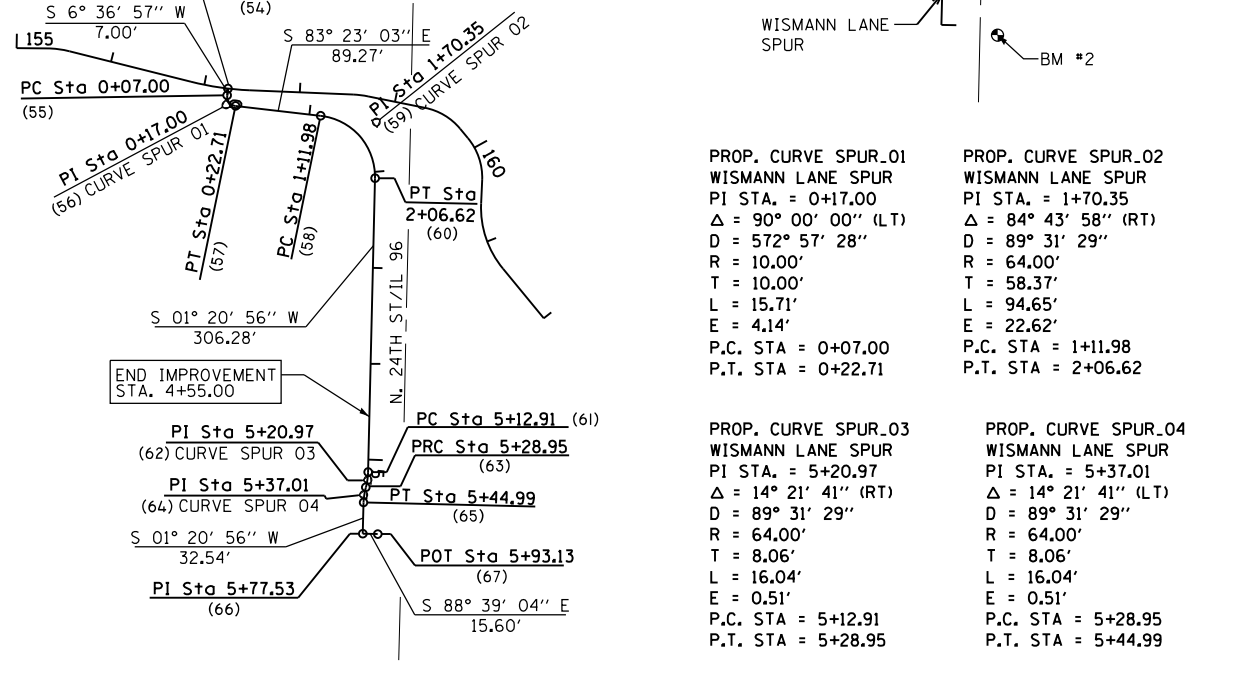 (54)
S 6° 36' 57'' W
7.00'
155
S 83° 23' 03'' E
89.27'
PI Sta 1+70.35
(59) CURVE SPUR 02
PC Sta 0+07.00
(55)
PI Sta 0+17.00
(56) CURVE SPUR 01
PT Sta 0+22.71
(57)
PC Sta 1+11.98
(58)
160
PT Sta
2+06.62
(60)
N. 24TH ST/IL 96
S 01° 20' 56'' W
306.28'
END IMPROVEMENT
STA. 4+55.00
PC Sta 5+12.91 (61)
PI Sta 5+20.97
(62) CURVE SPUR 03
PRC Sta 5+28.95
(63)
PI Sta 5+37.01
(64) CURVE SPUR 04
PT Sta 5+44.99
(65)
S 01° 20' 56'' W
32.54'
POT Sta 5+93.13
(67)
PI Sta 5+77.53
(66)
S 88° 39' 04'' E
15.60'
WISMANN LANE
SPUR
BM #2
PROP. CURVE SPUR_01
WISMANN LANE SPUR
PI STA. = 0+17.00
Δ = 90° 00' 00'' (LT)
D = 572° 57' 28''
R = 10.00'
T = 10.00'
L = 15.71'
E = 4.14'
P.C. STA = 0+07.00
P.T. STA = 0+22.71
PROP. CURVE SPUR_02
WISMANN LANE SPUR
PI STA. = 1+70.35
Δ = 84° 43' 58'' (RT)
D = 89° 31' 29''
R = 64.00'
T = 58.37'
L = 94.65'
E = 22.62'
P.C. STA = 1+11.98
P.T. STA = 2+06.62
PROP. CURVE SPUR_03
WISMANN LANE SPUR
PI STA. = 5+20.97
Δ = 14° 21' 41'' (RT)
D = 89° 31' 29''
R = 64.00'
T = 8.06'
L = 16.04'
E = 0.51'
P.C. STA = 5+12.91
P.T. STA = 5+28.95
PROP. CURVE SPUR_04
WISMANN LANE SPUR
PI STA. = 5+37.01
Δ = 14° 21' 41'' (LT)
D = 89° 31' 29''
R = 64.00'
T = 8.06'
L = 16.04'
E = 0.51'
P.C. STA = 5+28.95
P.T. STA = 5+44.99